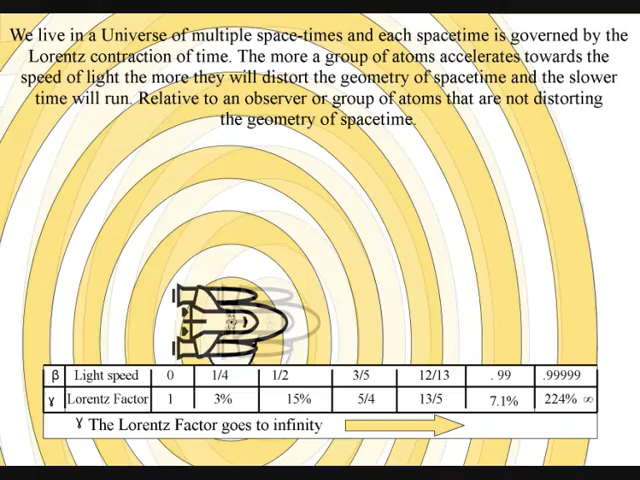 We live in a Universe of multiple space-times and each spacetime is governed by the
Lorentz contraction of time. The more a group of atoms accelerates towards the
speed of light the more they will distort the geometry of spacetime and the slower
time will run. Relative to an observer or group of atoms that are not distorting
the geometry of spacetime.
β Light speed 0 1/4 1/2 3/5 12/13 . 99 .99999
γ Lorentz Factor 1 3% 15% 5/4 13/5 7.1% 224% ∞
γ The Lorentz Factor goes to infinity